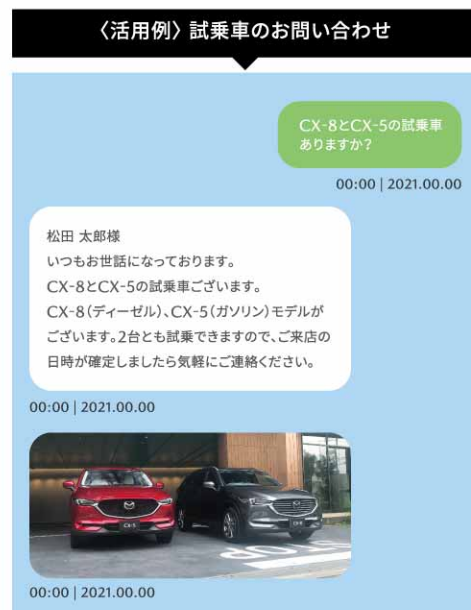 〈活用例〉試乗車のお問い合わせ
CX-8とCX-5の試乗車
ありますか？
00:00 | 2021.00.00
松田 太郎様
いつもお世話になっております。
CX-8とCX-5の試乗車ございます。
CX-8（ディーゼル）、CX-5（ガソリン）モデルが
ございます。2台とも試乗できますので、ご来店の
日時が確定しましたら気軽にご連絡ください。
00:00 | 2021.00.00
CX-5
CX-8
00:00 | 2021.00.00